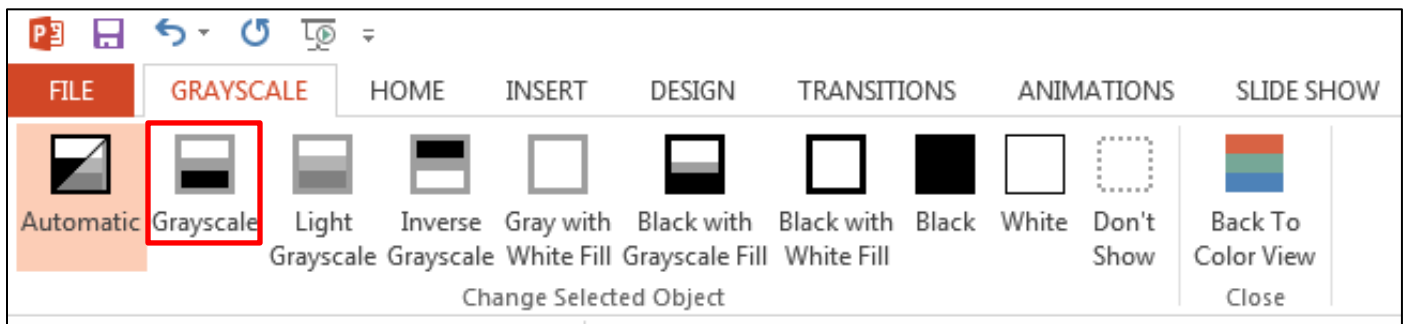 FILE GRAYSCALE HOME INSERT DESIGN TRANSITIONS ANIMATIONS SLIDE SHOW
Automatic Grayscale Light Grayscale Inverse Grayscale Gray with White Fill Black with Grayscale Fill Black with White Fill Black White Don't Show Back To Color View
Change Selected Object Close